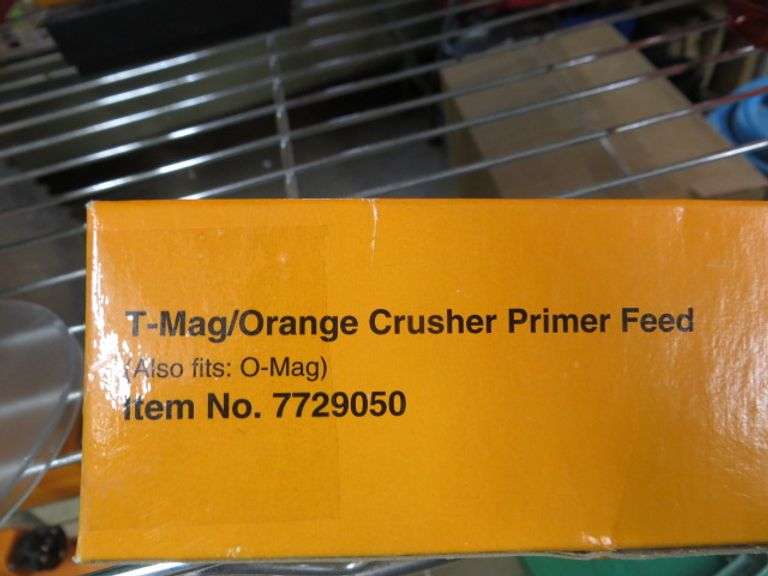 T-Mag/Orange Crusher Primer Feed
(Also fits: O-Mag)
Item No. 7729050